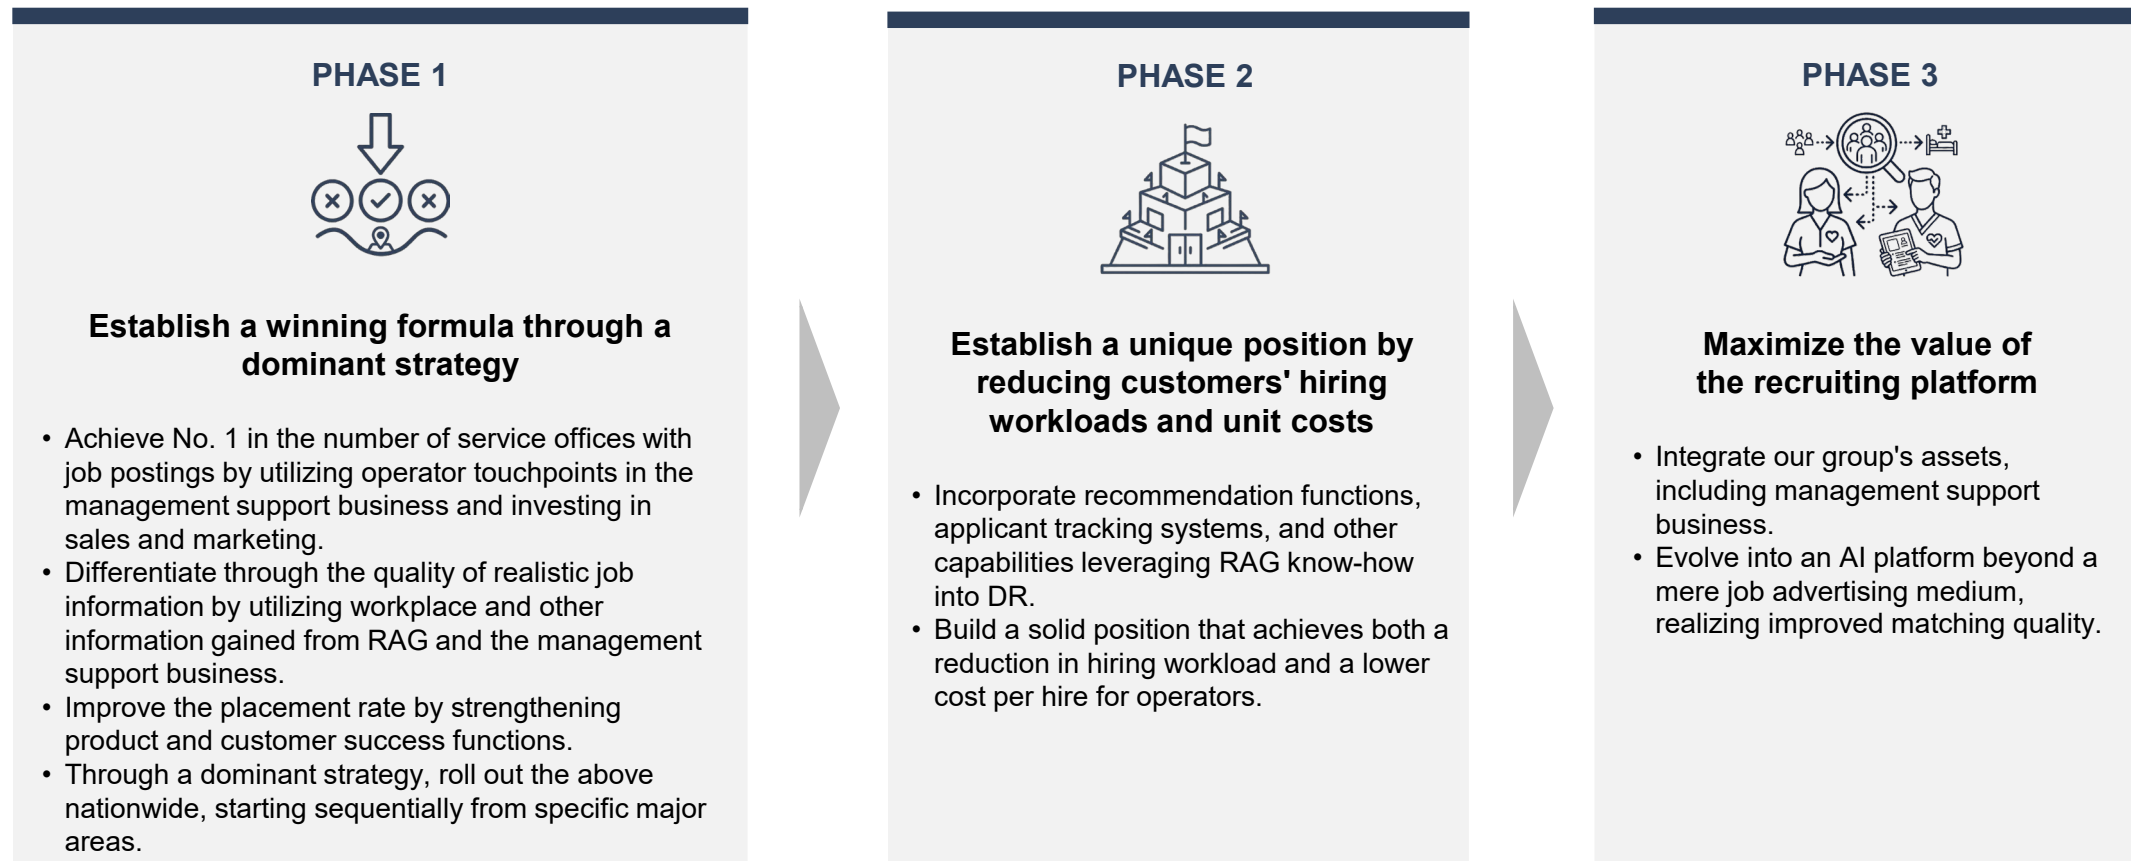 PHASE 1
Establish a winning formula through a
dominant strategy
• Achieve No. 1 in the number of service offices with
job postings by utilizing operator touchpoints in the
management support business and investing in
sales and marketing.
• Differentiate through the quality of realistic job
information by utilizing workplace and other
information gained from RAG and the management
support business.
• Improve the placement rate by strengthening
product and customer success functions.
• Through a dominant strategy, roll out the above
nationwide, starting sequentially from specific major
areas.
PHASE 2
Establish a unique position by
reducing customers' hiring
workloads and unit costs
• Incorporate recommendation functions,
applicant tracking systems, and other
capabilities leveraging RAG know-how
into DR.
• Build a solid position that achieves both a
reduction in hiring workload and a lower
cost per hire for operators.
PHASE 3
Maximize the value of
the recruiting platform
• Integrate our group's assets,
including management support
business.
• Evolve into an AI platform beyond a
mere job advertising medium,
realizing improved matching quality.